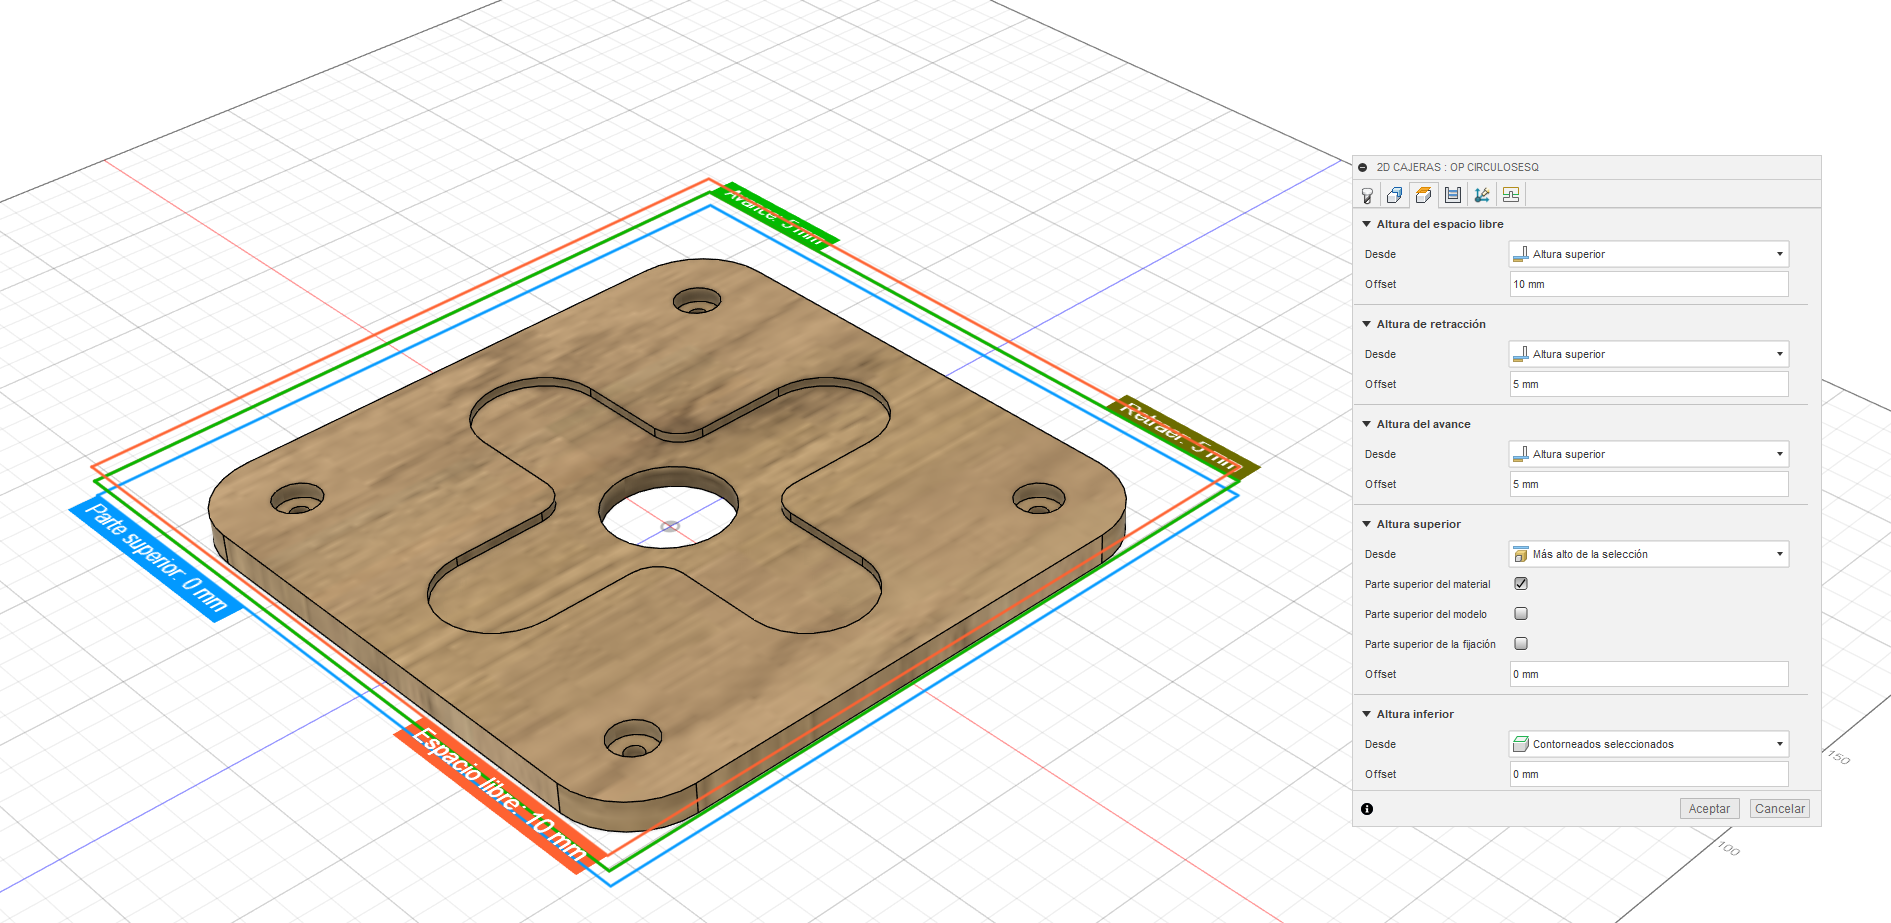 Avance: 5 mm
Retraer: 5 mm
Parte superior: 0 mm
Espacio libre: 10 mm
150
100
2D CAJERAS : OP CIRCULOSESQ
Altura del espacio libre
Desde Altura superior
Offset 10 mm
Altura de retracción
Desde Altura superior
Offset 5 mm
Altura del avance
Desde Altura superior
Offset 5 mm
Altura superior
Desde Más alto de la selección
Parte superior del material
Parte superior del modelo
Parte superior de la fijación
Offset 0 mm
Altura inferior
Desde Contorneados seleccionados
Offset 0 mm
Aceptar Cancelar